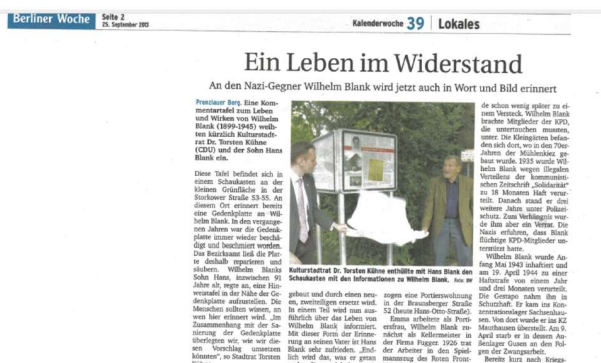 Berliner Woche
Seite 2
25. September 2013
Kalenderwoche 39 | Lokales
Ein Leben im Widerstand
An den Nazi-Gegner Wilhelm Blank wird jetzt auch in Wort und Bild erinnert
Prenzlauer Berg. Eine Kom-
mentartafel zum Leben
und Wirken von Wilhelm
Blank (1899-1945) weih-
ten kürzlich Kulturstadt-
rat Dr. Torsten Kühne
(CDU) und der Sohn Hans
Blank ein.
Diese Tafel befindet sich in
einem Schaukasten auf der
kleinen Grünfläche in der
Storkower Straße 53-55. An
diesem Ort erinnert bereits
eine Gedenkplatte an Wil-
helm Blank. In den vergange-
nen Jahren war die Gedenk-
platte immer wieder beschä-
digt und beschmiert worden.
Das Bezirksamt ließ die Plat-
te deshalb reparieren und
säubern. Wilhelm Blanks
Sohn Hans, inzwischen 91
Jahre alt, regte an, eine Hin-
weistafel in der Nähe der Ge-
denkplatte aufzustellen. Die
Menschen sollten wissen, an
wen hier erinnert wird. „Im
Zusammenhang mit der Sa-
nierung der Gedenkplatte
überlegten wir, wie wir die-
sen Vorschlag umsetzen
könnten“, so Stadtrat Torsten
Kulturstadtrat Dr. Torsten Kühne enthüllte mit Hans Blank den
Schaukasten mit den Informationen zu Wilhelm Blank. Foto: BW
gebaut und durch einen neu-
en, zweiteiligen ersetzt wird.
In einem Teil wird nun aus-
führlich über das Leben von
Wilhelm Blank informiert.
Mit dieser Form der Erinne-
rung an seinen Vater ist Hans
Blank sehr zufrieden. „End-
lich wird das, was er getan
zogen eine Portierswohnung
in der Braunsberger Straße
52 (heute Hans-Otto-Straße).
Emma arbeitete als Porti-
ersfrau, Wilhelm Blank zu-
nächst als Kellermeister in
der Firma Fugger. 1926 trat
der Arbeiter in den Spiel-
mannszug des Roten Front-
de schon wenig später zu ei-
nem Versteck. Wilhelm Blank
brachte Mitglieder der KPD,
die untertauchen mussten,
unter. Die Kleingärten befan-
den sich dort, wo in den 70er-
Jahren der Mühlenkiez ge-
baut wurde. 1935 wurde Wil-
helm Blank wegen illegalen
Verteilens der kommunisti-
schen Zeitschrift „Solidarität“
zu 18 Monaten Haft verur-
teilt. Danach stand er drei
weitere Jahre unter Polizei-
schutz. Zum Verhängnis wur-
de ihm aber ein Verrat. Die
Nazis erfuhren, dass Blank
flüchtige KPD-Mitglieder un-
terstützt hatte.
Wilhelm Blank wurde An-
fang Mai 1943 inhaftiert und
am 19. April 1944 zu einer
Haftstrafe von einem Jahr
und drei Monaten verurteilt.
Die Gestapo nahm ihn in
Schutzhaft. Er kam ins Kon-
zentrationslager Sachsenhau-
sen. Von dort wurde er ins KZ
Mauthausen überstellt. Am 9.
April starb er in dessen Au-
ßenlager Gusen an den Fol-
gen der Zwangsarbeit.
Bereits kurz nach Kriegs-